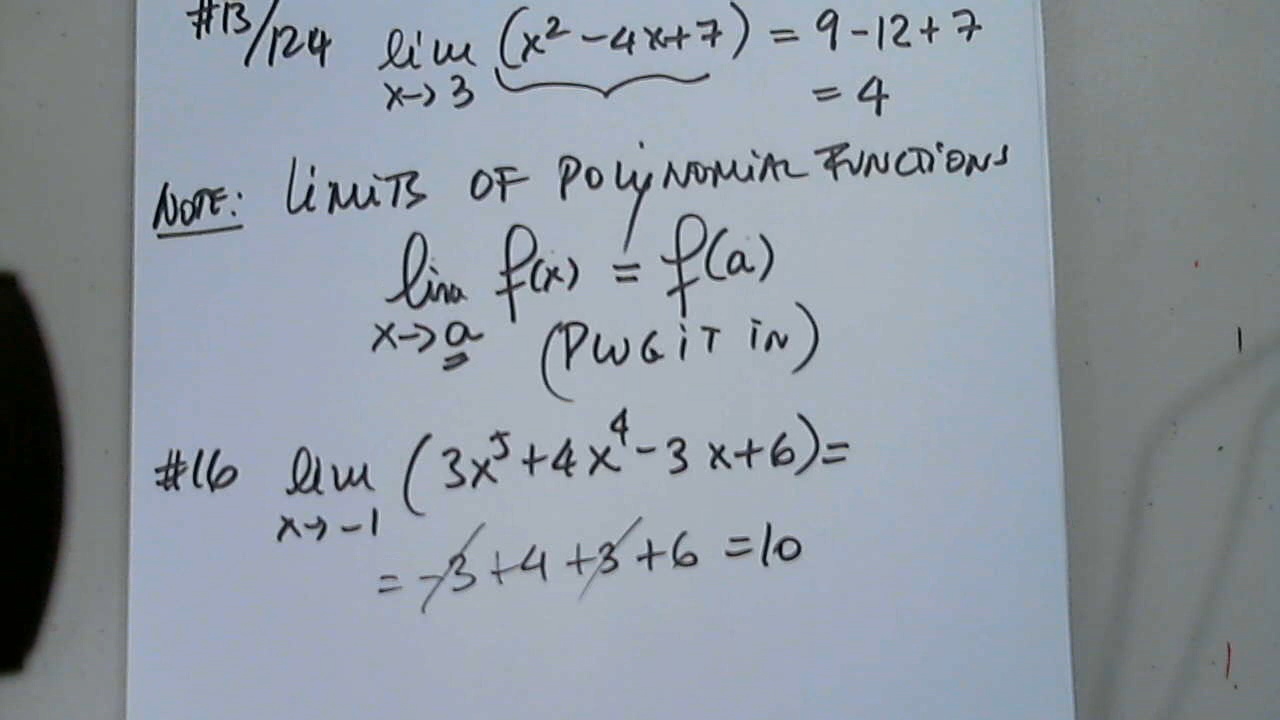 #13/124 lim (x² - 4x + 7) = 9 - 12 + 7
x→3 = 4
NOTE: LIMITS OF POLYNOMIAL FUNCTIONS
lim f(x) = f(a)
x→a (PLUG IT IN)
#16 lim (3x⁵ + 4x⁴ - 3x + 6) =
x→-1
= -3 + 4 + 3 + 6 = 10